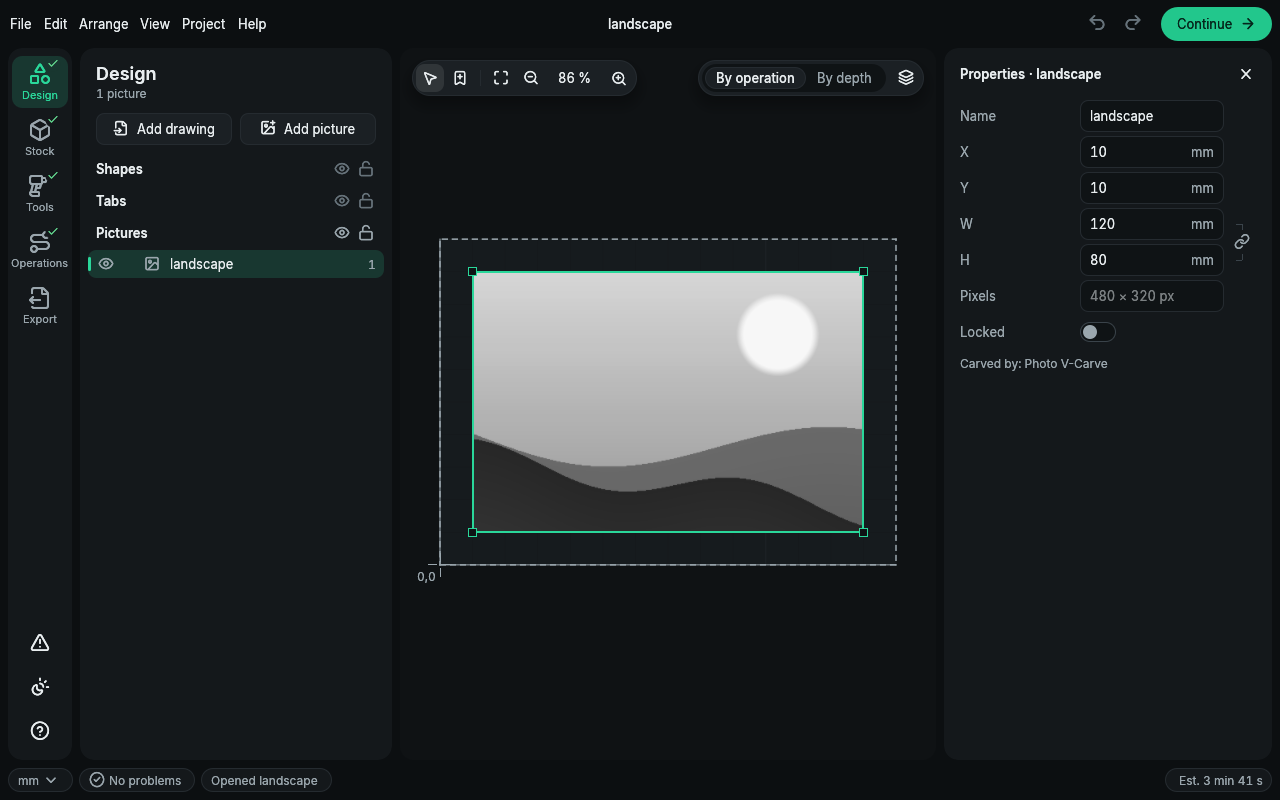 File Edit Arrange View Project Help
landscape
Continue
Design
Stock
Tools
Operations
Export
Design
1 picture
Add drawing
Add picture
Shapes
Tabs
Pictures
landscape 1
86 %
By operation
By depth
0,0
Properties · landscape
Name landscape
X 10 mm
Y 10 mm
W 120 mm
H 80 mm
Pixels 480 × 320 px
Locked
Carved by: Photo V-Carve
mm
No problems
Opened landscape
Est. 3 min 41 s